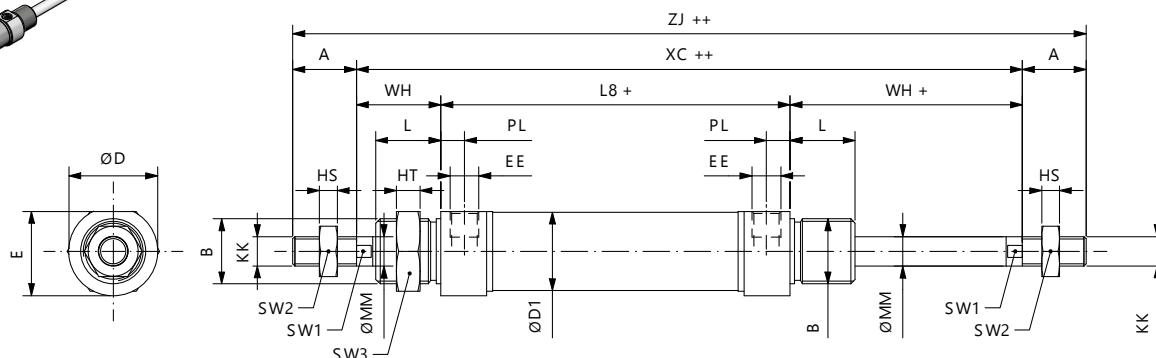 ZJ ++
A XC ++ A
WH L8 + WH +
L PL PL L
ØD HS HT EE EE HS
E B KK KK
SW2 SW1 ØMM ØD1 B ØMM SW1 SW2
SW3